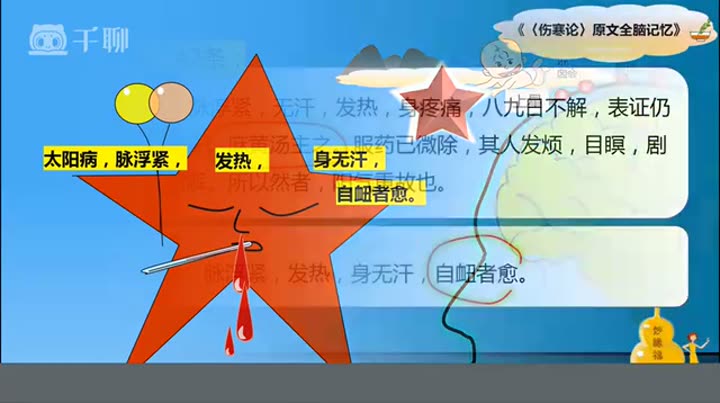 千聊
《〈伤寒论〉原文全脑记忆》
脉浮紧，无汗，发热，身疼痛，八九日不解，表证仍
麻黄汤主之。服药已微除，其人发烦，目瞑，剧
所以然者，阳气重故也。
太阳病，脉浮紧，
发热，
身无汗，
自衄者愈。
脉浮紧，发热，身无汗，自衄者愈。
妙缘福